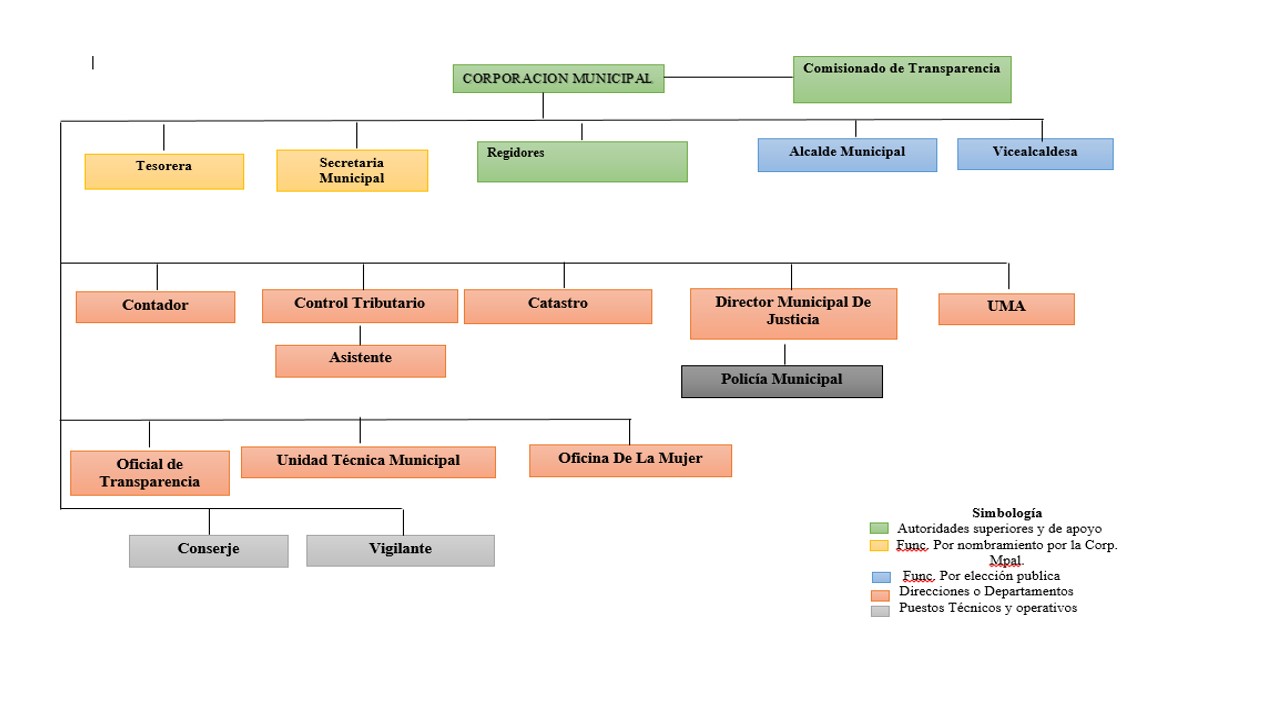 CORPORACION MUNICIPAL
Comisionado de Transparencia
Tesorera
Secretaria
Municipal
Regidores
Alcalde Municipal
Vicealcaldesa
Contador
Control Tributario
Catastro
Director Municipal De
Justicia
UMA
Asistente
Policía Municipal
Oficial de
Transparencia
Unidad Técnica Municipal
Oficina De La Mujer
Conserje
Vigilante
Simbología
Autoridades superiores y de apoyo
Func. Por nombramiento por la Corp.
Mpal.
Func. Por elección publica
Direcciones o Departamentos
Puestos Técnicos y operativos